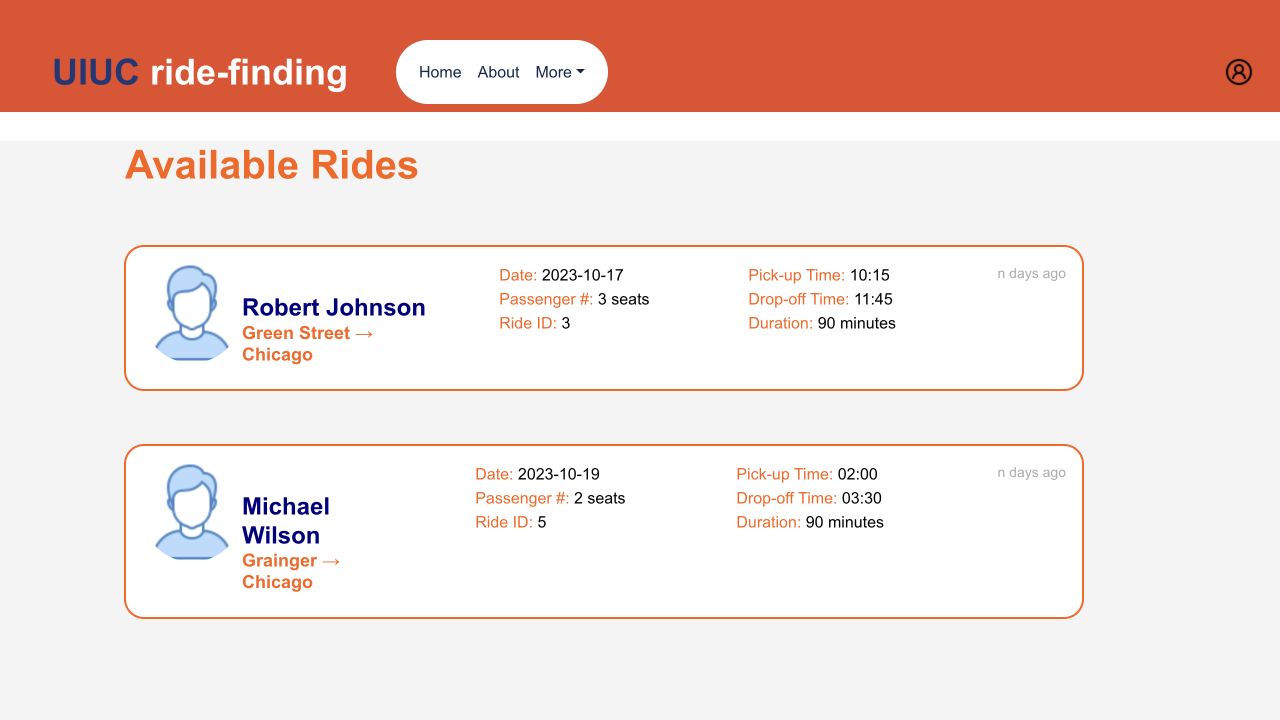 UIUC ride-finding
Home About More
Available Rides
Robert Johnson
Green Street →
Chicago
Date: 2023-10-17
Passenger #: 3 seats
Ride ID: 3
Pick-up Time: 10:15
Drop-off Time: 11:45
Duration: 90 minutes
n days ago
Michael
Wilson
Grainger →
Chicago
Date: 2023-10-19
Passenger #: 2 seats
Ride ID: 5
Pick-up Time: 02:00
Drop-off Time: 03:30
Duration: 90 minutes
n days ago